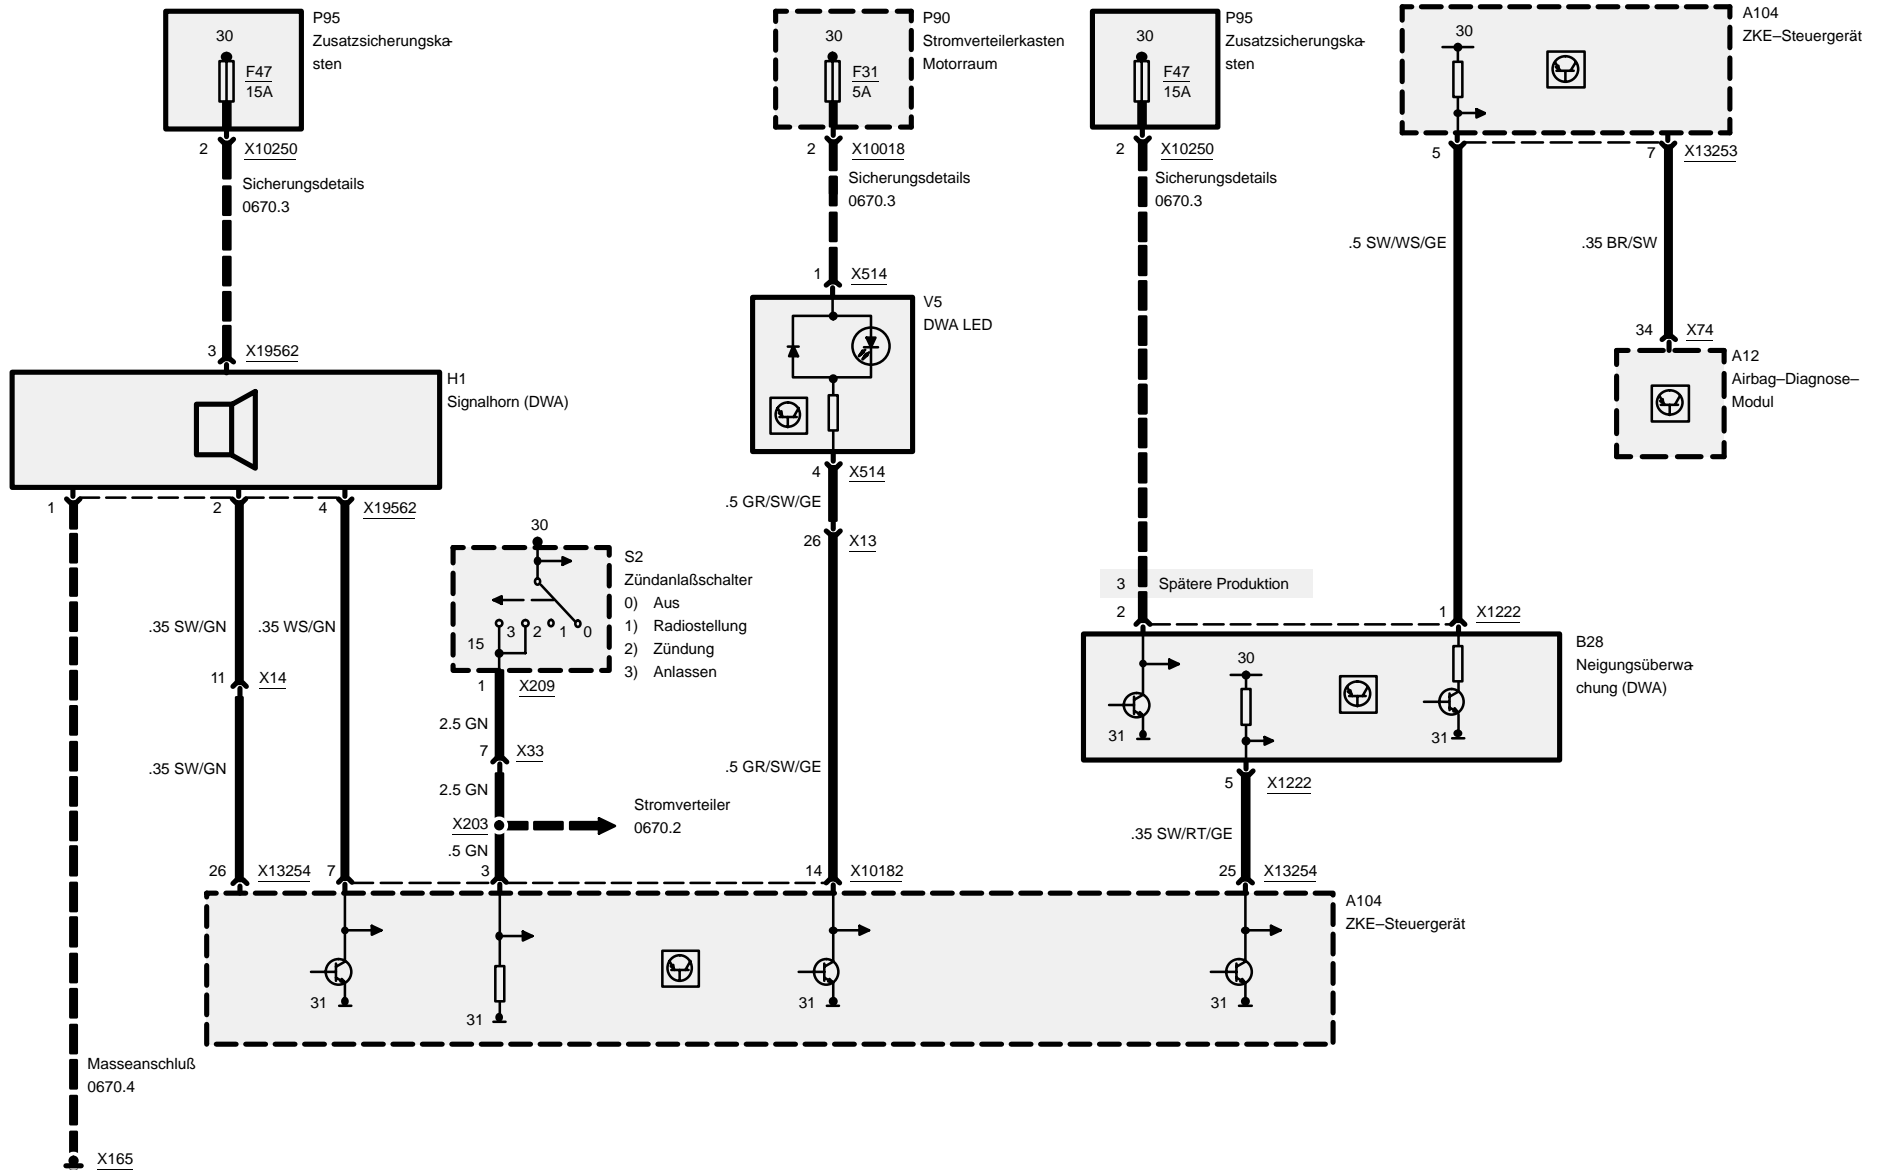 P95
Zusatzsicherungska-
sten
30
F47
15A
2
X10250
Sicherungsdetails
0670.3
3
X19562
H1
Signalhorn (DWA)
1
2
4
X19562
.35 SW/GN
.35 WS/GN
11
X14
.35 SW/GN
26
X13254
7
Masseanschluß
0670.4
X165
30
S2
Zündanlaßschalter
0) Aus
1) Radiostellung
2) Zündung
3) Anlassen
3
2
1
0
15
1
X209
2.5 GN
7
X33
2.5 GN
X203
Stromverteiler
0670.2
.5 GN
3
P90
Stromverteilerkasten
Motorraum
30
F31
5A
2
X10018
Sicherungsdetails
0670.3
1
X514
V5
DWA LED
4
X514
.5 GR/SW/GE
26
X13
.5 GR/SW/GE
14
X10182
P95
Zusatzsicherungska-
sten
30
F47
15A
2
X10250
Sicherungsdetails
0670.3
3
Spätere Produktion
2
A104
ZKE–Steuergerät
30
5
7
X13253
.5 SW/WS/GE
.35 BR/SW
34
X74
A12
Airbag–Diagnose–
Modul
1
X1222
B28
Neigungsüberwa-
chung (DWA)
30
31
31
5
X1222
.35 SW/RT/GE
25
X13254
A104
ZKE–Steuergerät
31
31
31
31